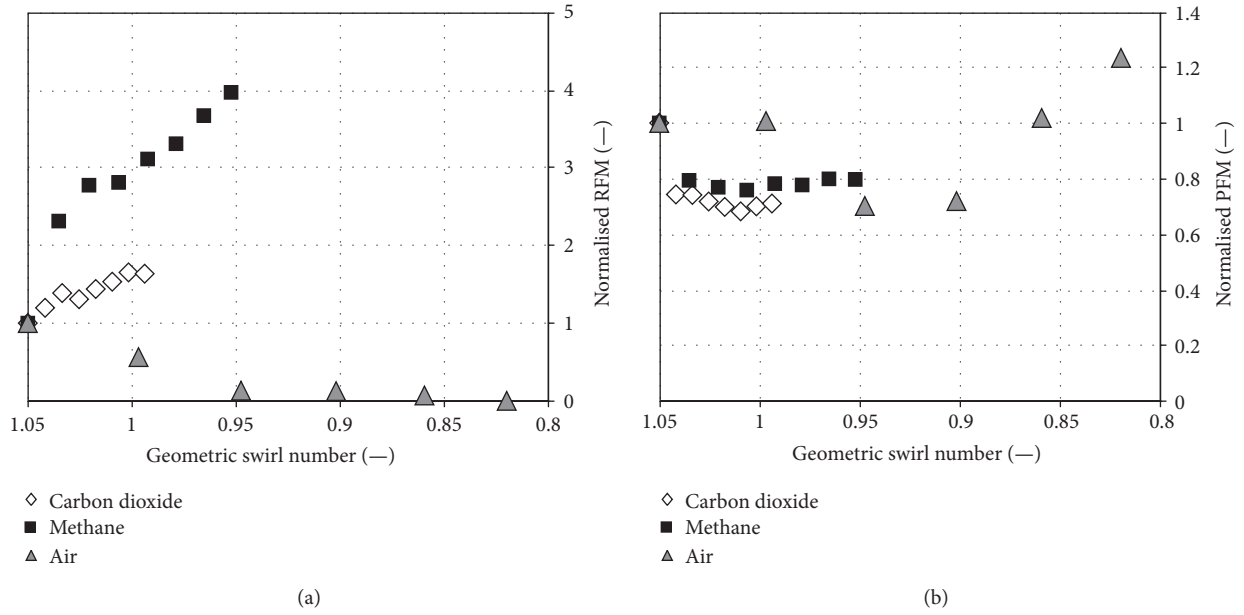 5
4
3
2
1
0
Normalised RFM (—)
1.05 1 0.95 0.9 0.85 0.8
Geometric swirl number (—)
Carbon dioxide
Methane
Air
(a)
1.4
1.2
1
0.8
0.6
0.4
0.2
0
Normalised PFM (—)
1.05 1 0.95 0.9 0.85 0.8
Geometric swirl number (—)
Carbon dioxide
Methane
Air
(b)